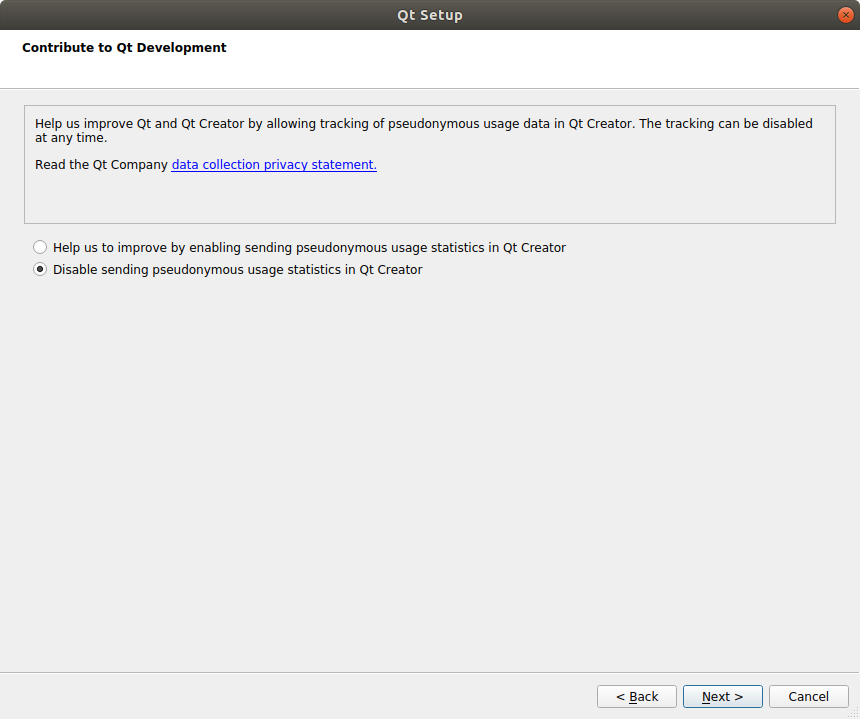 Qt Setup
Contribute to Qt Development
Help us improve Qt and Qt Creator by allowing tracking of pseudonymous usage data in Qt Creator. The tracking can be disabled
at any time.
Read the Qt Company data collection privacy statement.
Help us to improve by enabling sending pseudonymous usage statistics in Qt Creator
Disable sending pseudonymous usage statistics in Qt Creator
< Back Next > Cancel